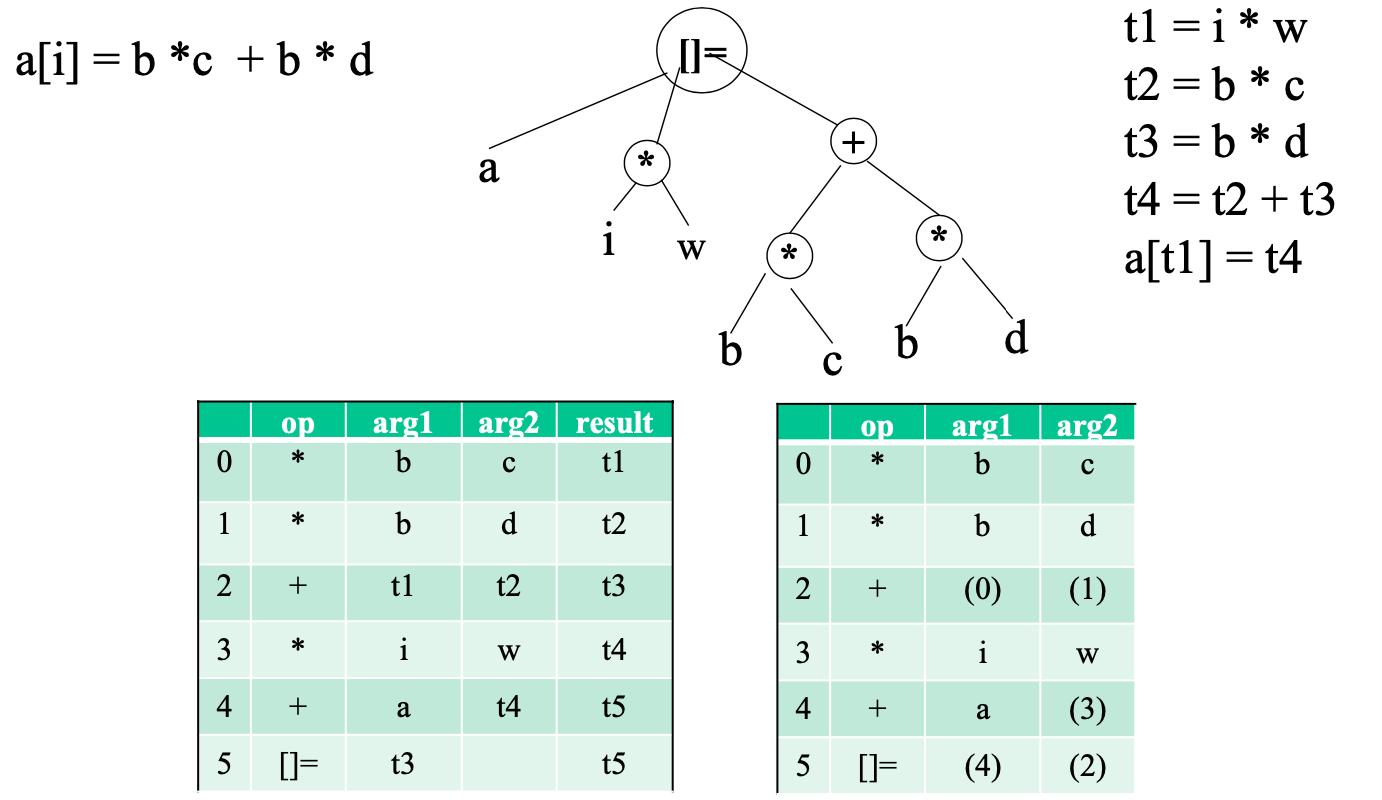 a[i] = b *c + b * d
[]=
a
*
+
i
w
*
*
b
c
b
d
t1 = i * w
t2 = b * c
t3 = b * d
t4 = t2 + t3
a[t1] = t4
op arg1 arg2 result
0 * b c t1
1 * b d t2
2 + t1 t2 t3
3 * i w t4
4 + a t4 t5
5 []= t3 t5
op arg1 arg2
0 * b c
1 * b d
2 + (0) (1)
3 * i w
4 + a (3)
5 []= (4) (2)